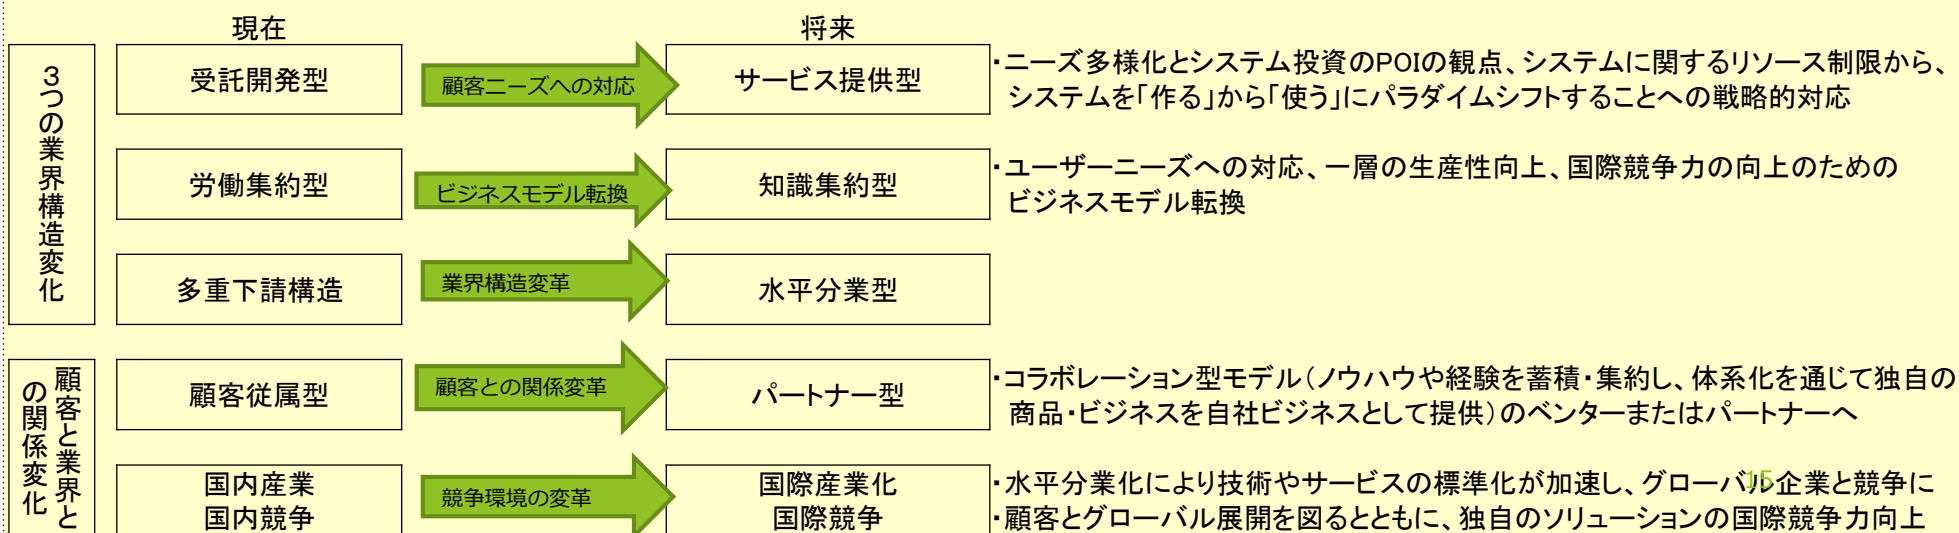 現在
将来
3つの業界構造変化
受託開発型
顧客ニーズへの対応
サービス提供型
・ニーズ多様化とシステム投資のPOIの観点、システムに関するリソース制限から、
システムを「作る」から「使う」にパラダイムシフトすることへの戦略的対応
労働集約型
ビジネスモデル転換
知識集約型
・ユーザーニーズへの対応、一層の生産性向上、国際競争力の向上のための
ビジネスモデル転換
多重下請構造
業界構造変革
水平分業型
顧客と業界と
の関係変化
顧客従属型
顧客との関係変革
パートナー型
・コラボレーション型モデル(ノウハウや経験を蓄積・集約し、体系化を通じて独自の
商品・ビジネスを自社ビジネスとして提供)のベンターまたはパートナーへ
国内産業
国内競争
競争環境の変革
国際産業化
国際競争
・水平分業化により技術やサービスの標準化が加速し、グローバル企業と競争に
・顧客とグローバル展開を図るとともに、独自のソリューションの国際競争力向上
15